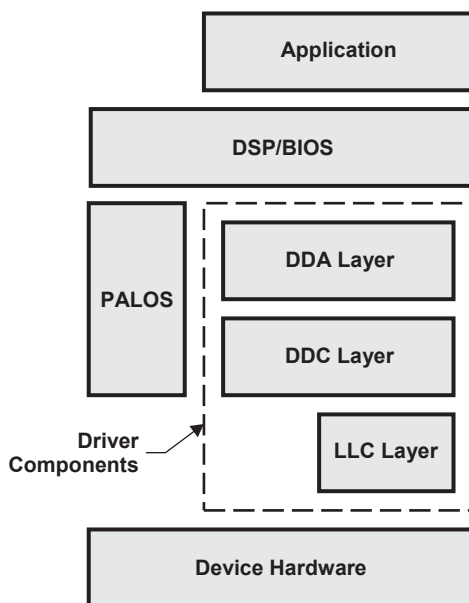 Application
DSP/BIOS
PALOS
DDA Layer
DDC Layer
LLC Layer
Driver
Components
Device Hardware